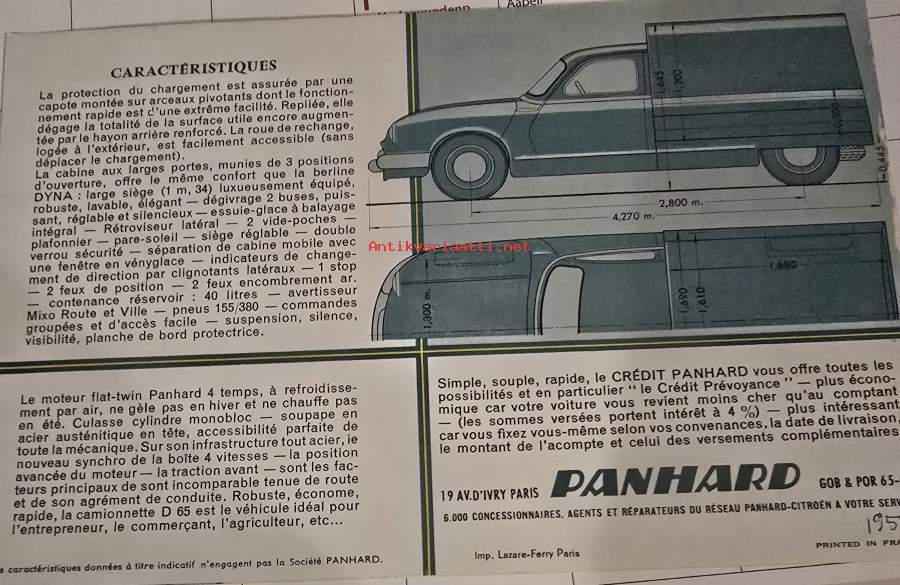 Aabeli
CARACTÉRISTIQUES
La protection du chargement est assurée par une
capote montée sur arceaux pivotants dont le fonction-
nement rapide est d'une extrême facilité. Repliée, elle
dégage la totalité de la surface utile encore augmen-
tée par le hayon arrière renforcé. La roue de rechange,
logée à l'extérieur, est facilement accessible (sans
déplacer le chargement).
La cabine aux larges portes, munies de 3 positions
d'ouverture, offre le même confort que la berline
DYNA : large siège (1 m, 34) luxueusement équipé,
robuste, lavable, élégant — dégivrage 2 buses, puis-
sant, réglable et silencieux — essuie-glace à balayage
intégral — Rétroviseur latéral — 2 vide-poches —
plafonnier — pare-soleil — siège réglable — double
verrou sécurité — séparation de cabine mobile avec
une fenêtre en vényglace — indicateurs de change-
ment de direction par clignotants latéraux — 1 stop
— 2 feux de position — 2 feux encombrement ar.
— contenance réservoir : 40 litres — avertisseur
Mixo Route et Ville — pneus 155/380 — commandes
groupées et d'accès facile — suspension, silence,
visibilité, planche de bord protectrice.
1,645
1,200
0,445
2,800 m.
4,270 m.
Antikvariaatti.net
1,680
1,300 m.
1,690
1,610
Le moteur flat-twin Panhard 4 temps, à refroidisse-
ment par air, ne gèle pas en hiver et ne chauffe pas
en été. Culasse cylindre monobloc — soupape en
acier austénitique en tête, accessibilité parfaite de
toute la mécanique. Sur son infrastructure tout acier, le
nouveau synchro de la boîte 4 vitesses — la position
avancée du moteur — la traction avant — sont les fac-
teurs principaux de sont incomparable tenue de route
et de son agrément de conduite. Robuste, économe,
rapide, la camionnette D 65 est le véhicule idéal pour
l'entrepreneur, le commerçant, l'agriculteur, etc...
s caractéristiques données à titre indicatif n'engagent pas la Société PANHARD.
Simple, souple, rapide, le CRÉDIT PANHARD vous offre toutes les
possibilités et en particulier " le Crédit Prévoyance " — plus écono-
mique car votre voiture vous revient moins cher qu'au comptant
— (les sommes versées portent intérêt à 4 %) — plus intéressant
car vous fixez vous-même selon vos convenances, la date de livraison,
le montant de l'acompte et celui des versements complémentaires
19 AV. D'IVRY PARIS PANHARD GOB & POR 65-
6.000 CONCESSIONNAIRES, AGENTS ET RÉPARATEURS DU RÉSEAU PANHARD-CITROËN A VOTRE SERV
195
Imp. Lazare-Ferry Paris
PRINTED IN FRA